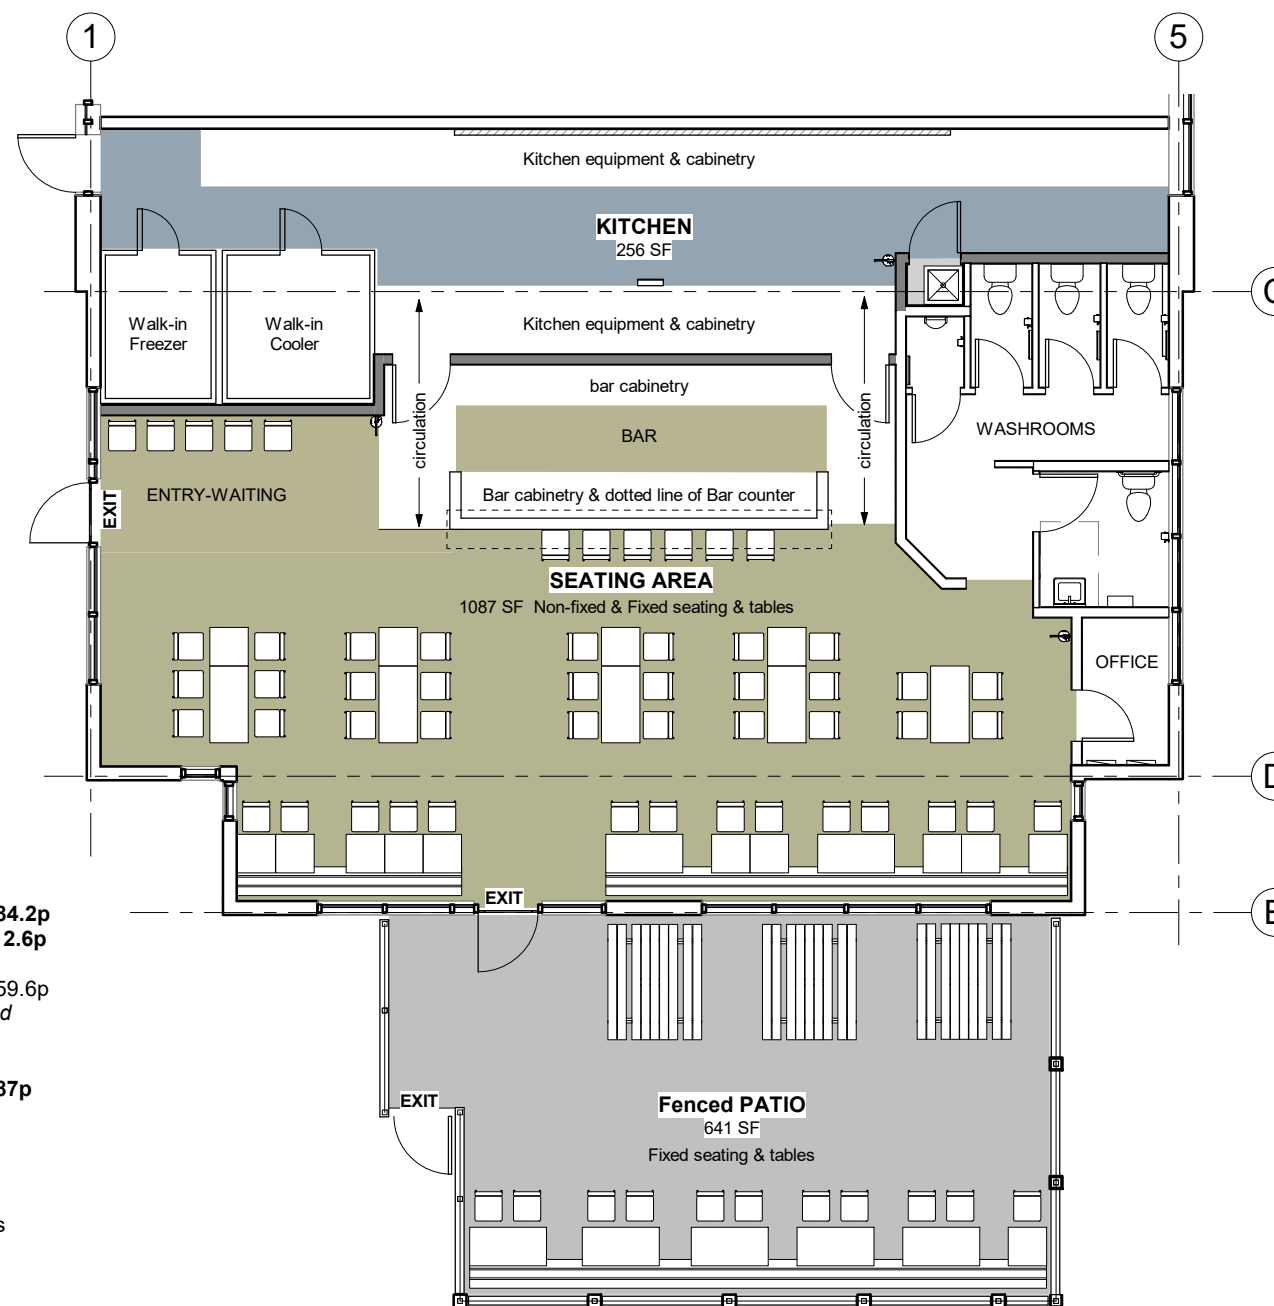 1
5
Kitchen equipment & cabinetry
KITCHEN
256 SF
Walk-in
Freezer
Walk-in
Cooler
Kitchen equipment & cabinetry
bar cabinetry
circulation
BAR
circulation
WASHROOMS
ENTRY-WAITING
EXIT
Bar cabinetry & dotted line of Bar counter
SEATING AREA
1087 SF Non-fixed & Fixed seating & tables
OFFICE
D
EXIT
34.2p
2.6p
59.6p
d
37p
EXIT
Fenced PATIO
641 SF
Fixed seating & tables
s